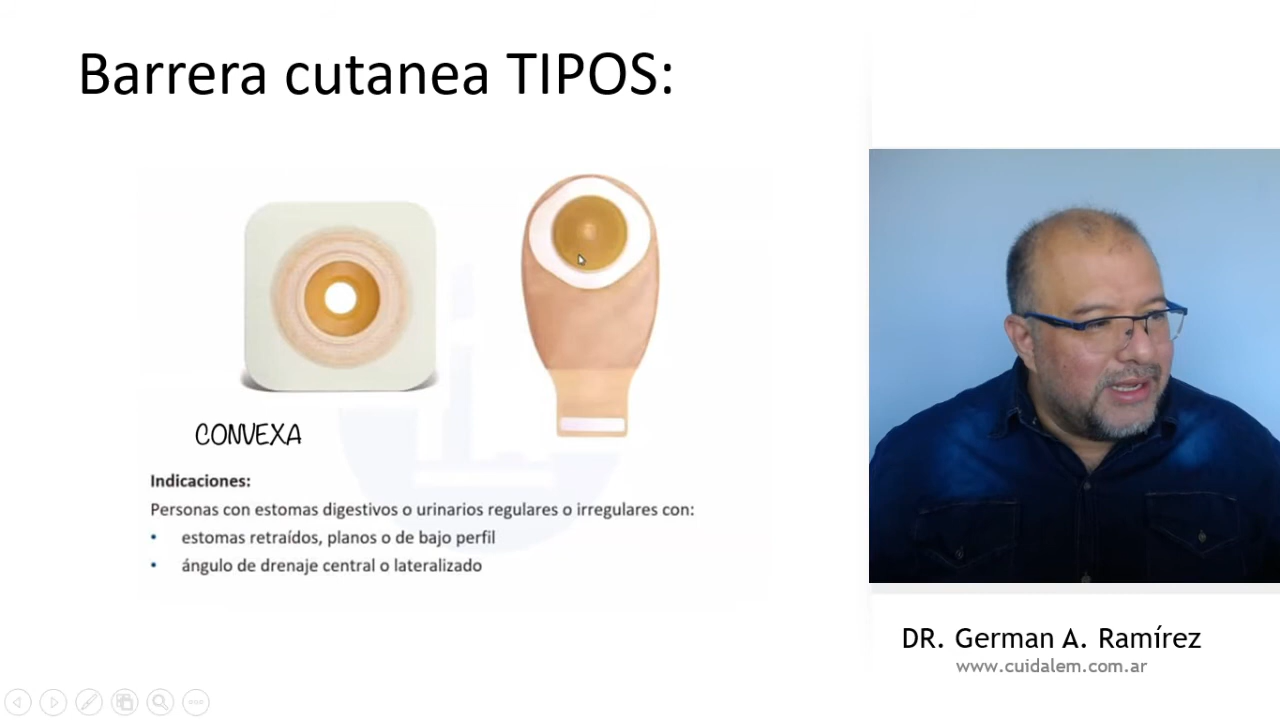 Barrera cutanea TIPOS:
CONVEXA
Indicaciones:
Personas con estomas digestivos o urinarios regulares o irregulares con:
• estomas retraídos, planos o de bajo perfil
• ángulo de drenaje central o lateralizado
DR. German A. Ramírez
www.cuidalem.com.ar